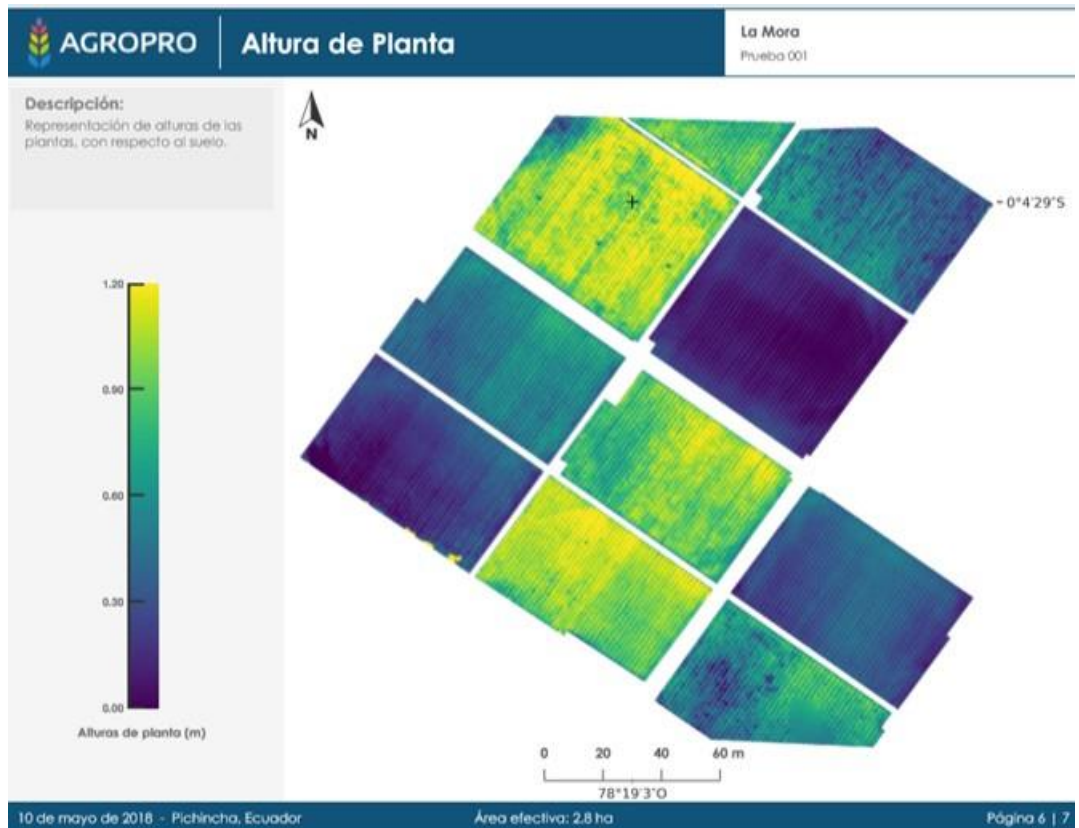 AGROPRO
Altura de Planta
La Mora
Prueba 001
Descripción:
Representación de alturas de las
plantas, con respecto al suelo.
N
0°4'29"S
1.20
0.90
0.60
0.30
0.00
Alturas de planta (m)
0 20 40 60 m
78°19'3"O
10 de mayo de 2018 - Pichincha, Ecuador
Área efectiva: 2.8 ha
Página 6 | 7